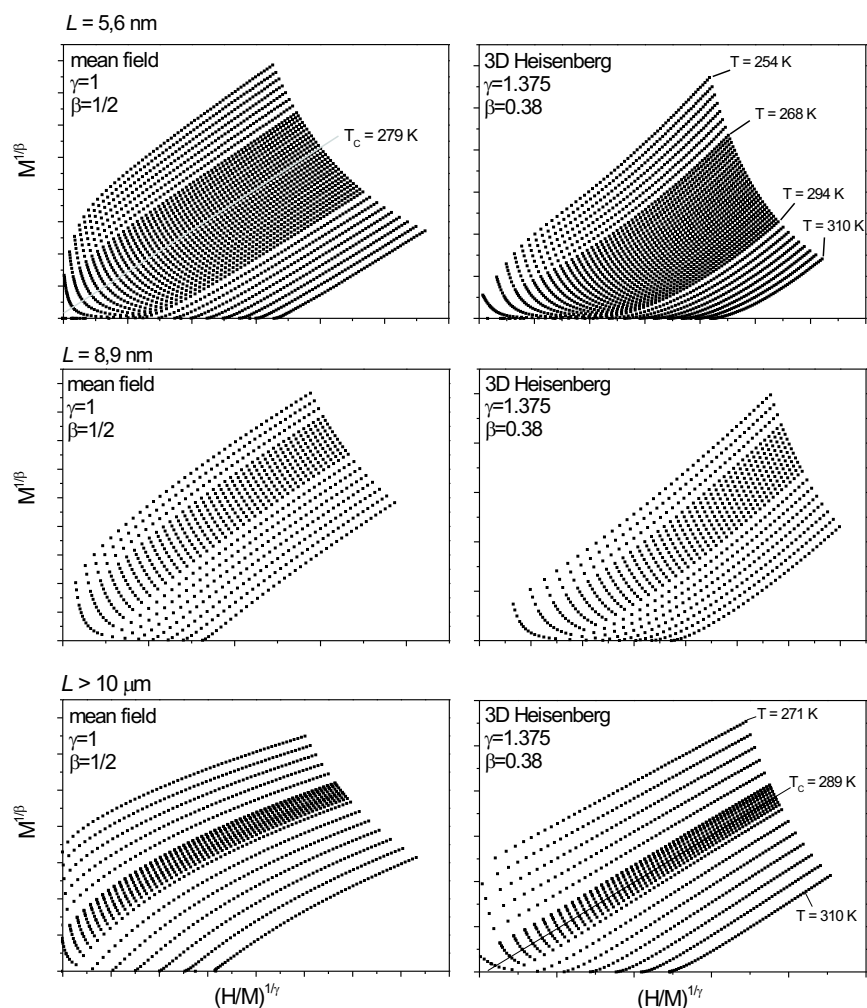 L = 5,6 nm
mean field
γ=1
β=1/2
T_C = 279 K
M^{1/β}
3D Heisenberg
γ=1.375
β=0.38
T = 254 K
T = 268 K
T = 294 K
T = 310 K
L = 8,9 nm
mean field
γ=1
β=1/2
M^{1/β}
3D Heisenberg
γ=1.375
β=0.38
L > 10 μm
mean field
γ=1
β=1/2
M^{1/β}
(H/M)^{1/γ}
3D Heisenberg
γ=1.375
β=0.38
T = 271 K
T_C = 289 K
T = 310 K
(H/M)^{1/γ}